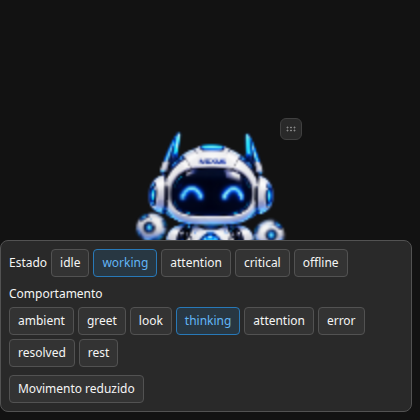 NEXUS
Estado idle working attention critical offline
Comportamento
ambient greet look thinking attention error
resolved rest
Movimento reduzido